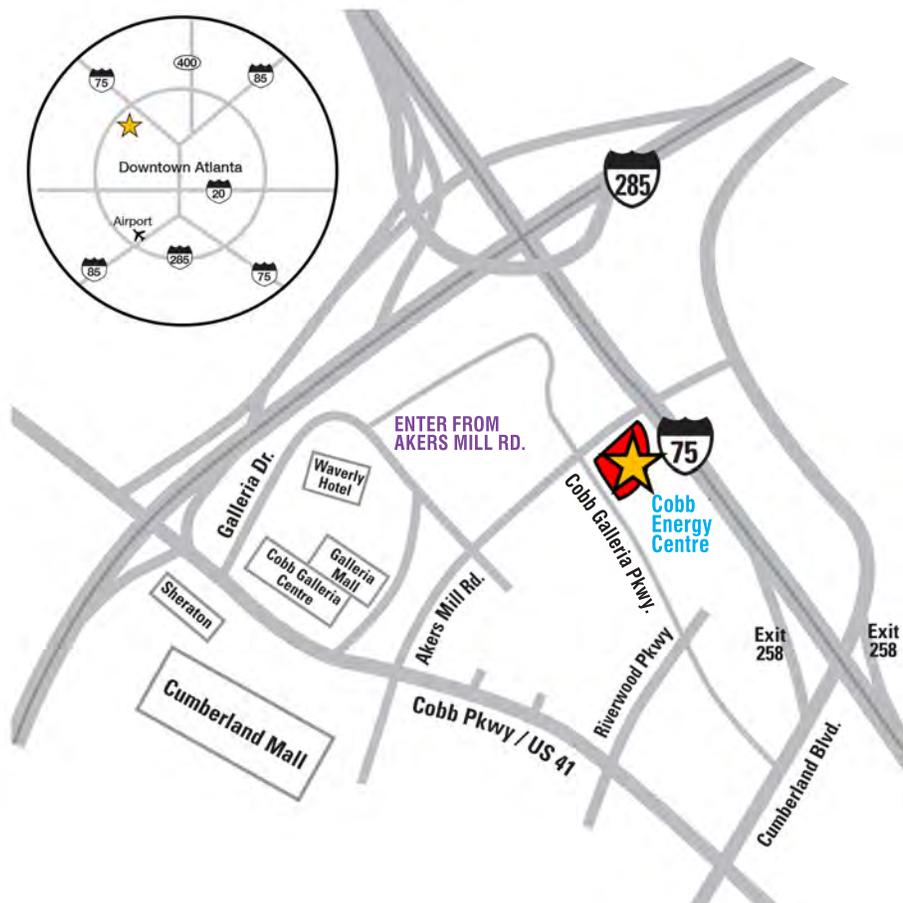 400
75
85
Downtown Atlanta
20
Airport
85
285
75
285
ENTER FROM
AKERS MILL RD.
75
Galleria Dr.
Waverly
Hotel
Cobb
Energy
Centre
Cobb Galleria Pkwy.
Galleria
Mall
Cobb Galleria
Centre
Sheraton
Akers Mill Rd.
Exit
258
Exit
258
Riverwood Pkwy
Cumberland Mall
Cobb Pkwy / US 41
Cumberland Blvd.